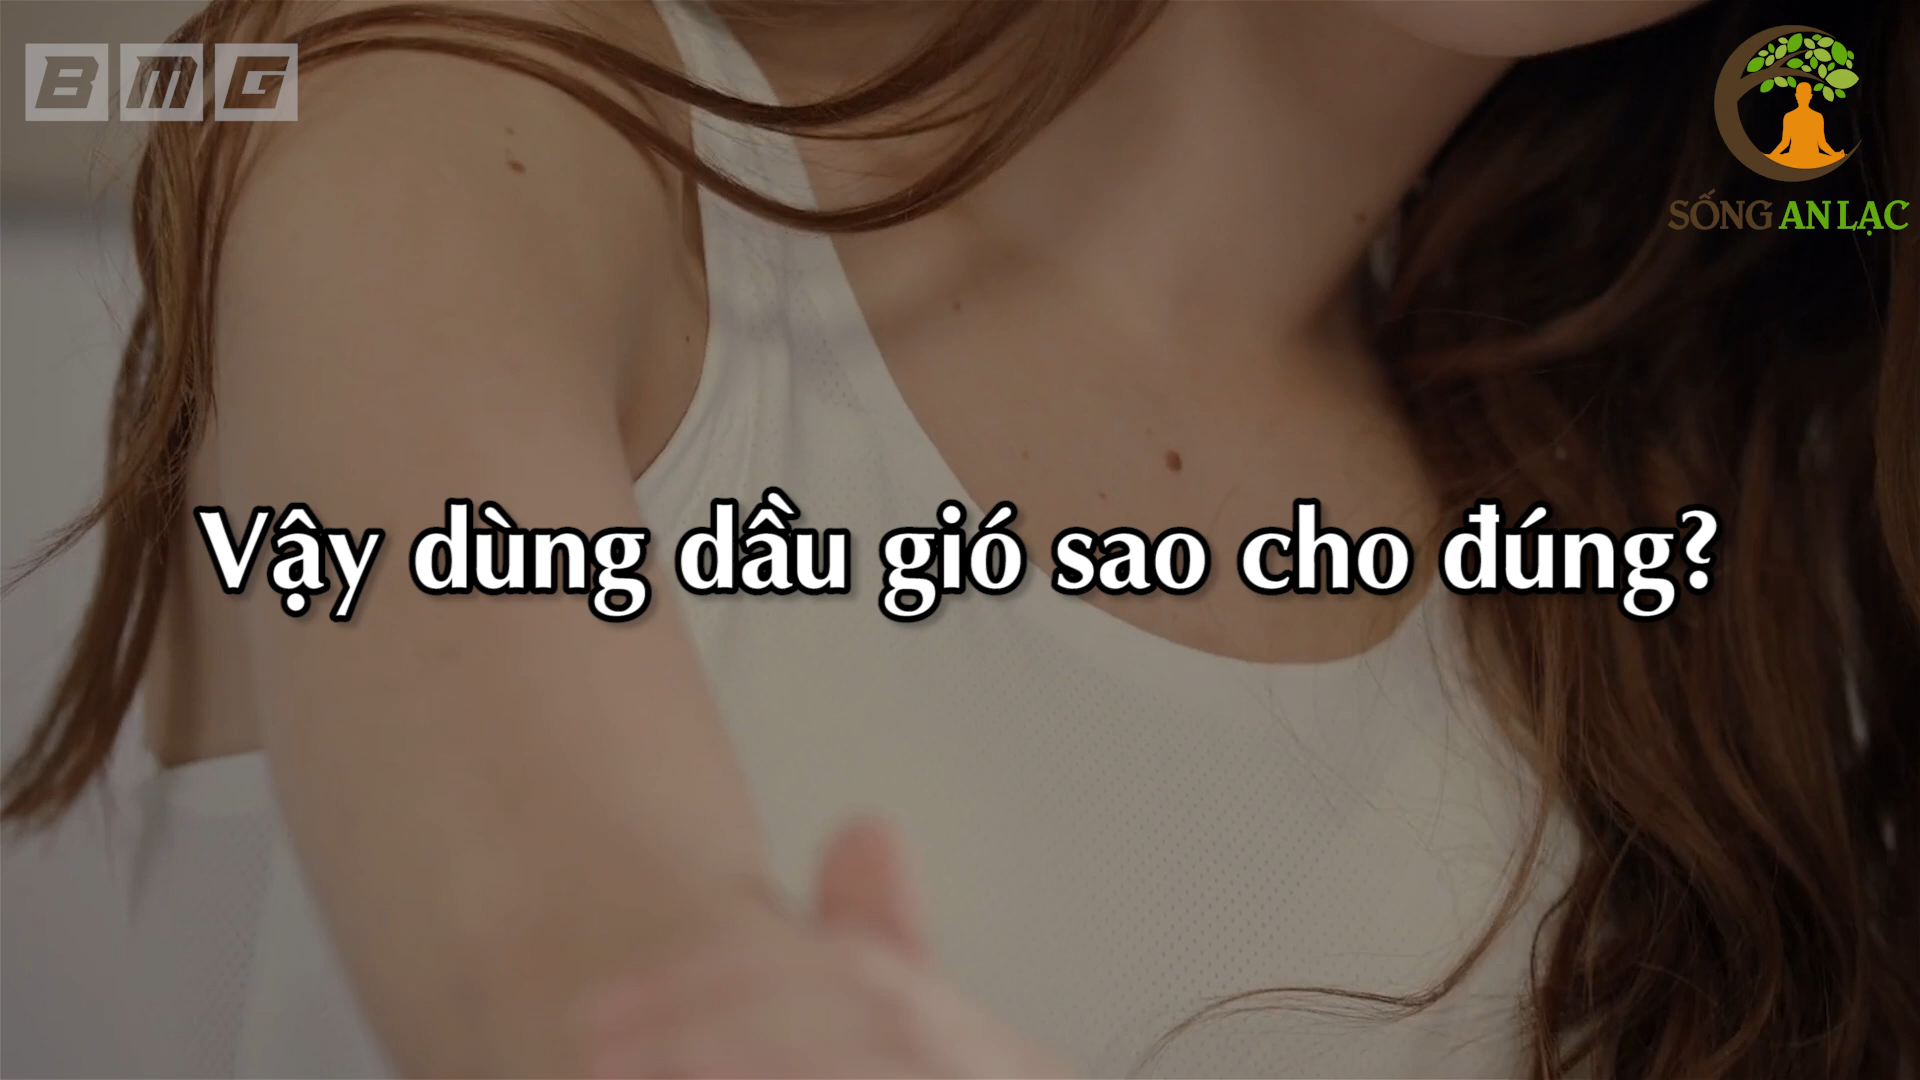 BMG
SỐNG AN LẠC
Vậy dùng dầu gió sao cho đúng?